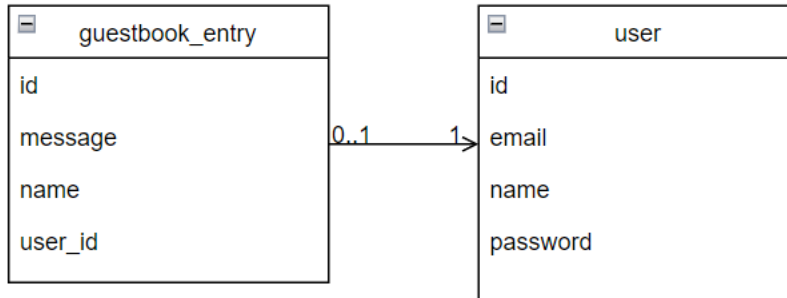 guestbook_entry
id
message
name
user_id
0..1
1
user
id
email
name
password